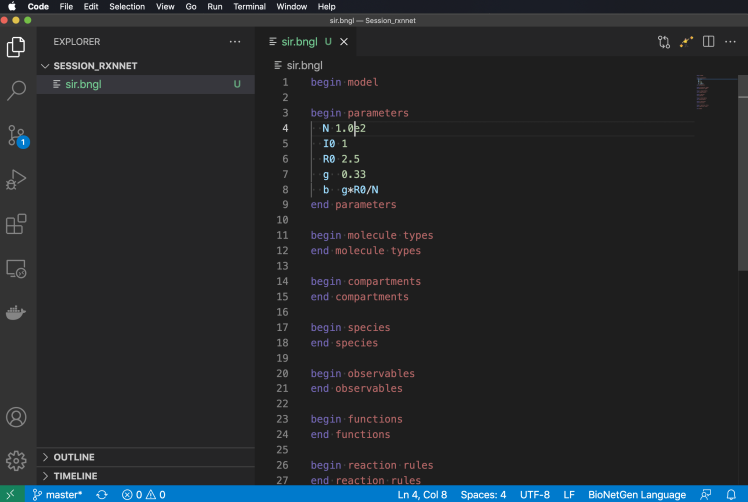 Code File Edit Selection View Go Run Terminal Window Help
sir.bngl — Session_rxnnet
EXPLORER
sir.bngl U
SESSION_RXNNET
sir.bngl
sir.bngl U
1 begin model
2
3 begin parameters
4 N 1.0e2
5 I0 1
6 R0 2.5
7 g 0.33
8 b g*R0/N
9 end parameters
10
11 begin molecule types
12 end molecule types
13
14 begin compartments
15 end compartments
16
17 begin species
18 end species
19
20 begin observables
21 end observables
22
23 begin functions
24 end functions
25
26 begin reaction rules
27 end reaction rules
1
OUTLINE
TIMELINE
master* 0 0 Ln 4, Col 8 Spaces: 4 UTF-8 LF BioNetGen Language